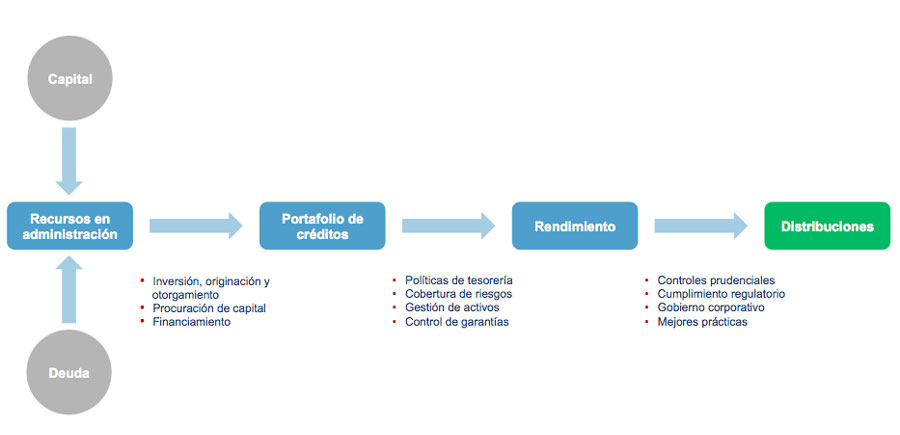 Capital
Recursos en
administración
Portafolio de
créditos
Rendimiento
Distribuciones
• Inversión, originación y
otorgamiento
• Procuración de capital
• Financiamiento
• Políticas de tesorería
• Cobertura de riesgos
• Gestión de activos
• Control de garantías
• Controles prudenciales
• Cumplimiento regulatorio
• Gobierno corporativo
• Mejores prácticas
Deuda